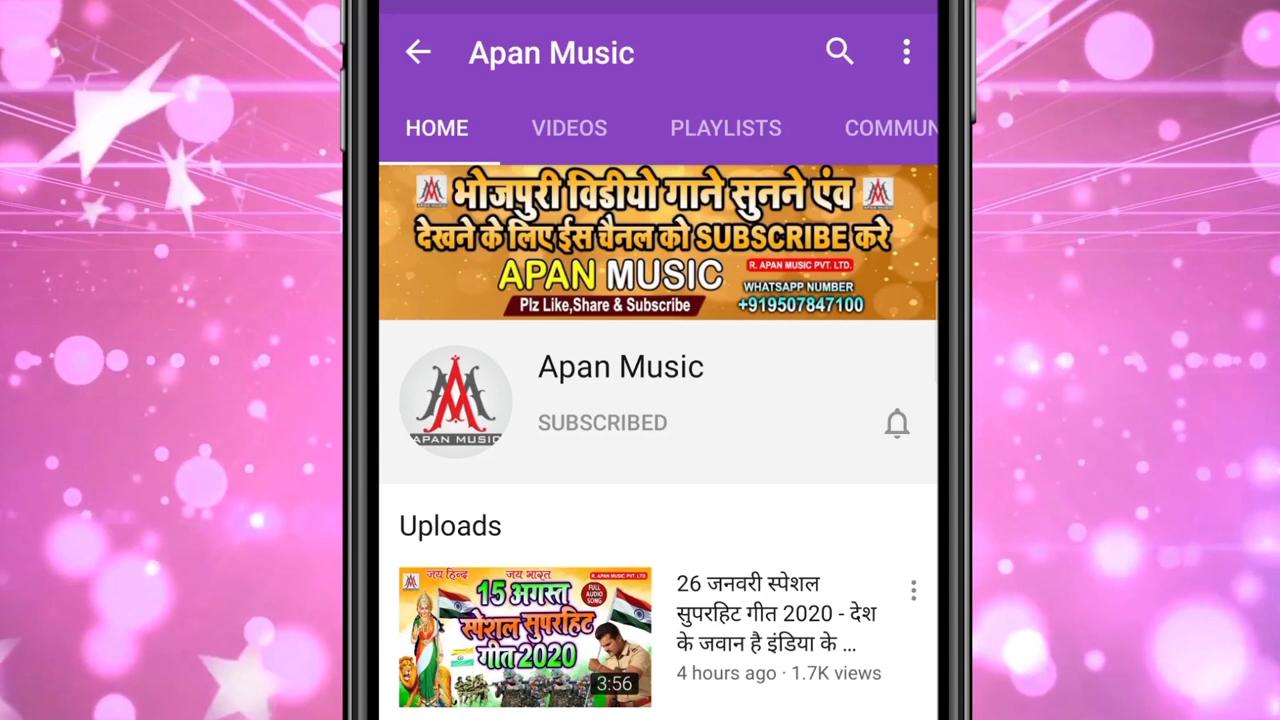 Apan Music
HOME VIDEOS PLAYLISTS COMMUN
भोजपुरी विडीयो गाने सुनने एंव
देखने के लिए ईस चैनल को SUBSCRIBE करे
APAN MUSIC
R. APAN MUSIC PVT. LTD.
WHATSAPP NUMBER
+919507847100
Plz Like,Share & Subscribe
Apan Music
SUBSCRIBED
APAN MUSIC
Uploads
जय हिन्द जय भारत
R. APAN MUSIC PVT. LTD
15 अगस्त
FULL AUDIO SONG
स्पेशल सुपरहिट
गीत 2020
3:56
26 जनवरी स्पेशल
सुपरहिट गीत 2020 - देश
के जवान है इंडिया के ...
4 hours ago · 1.7K views